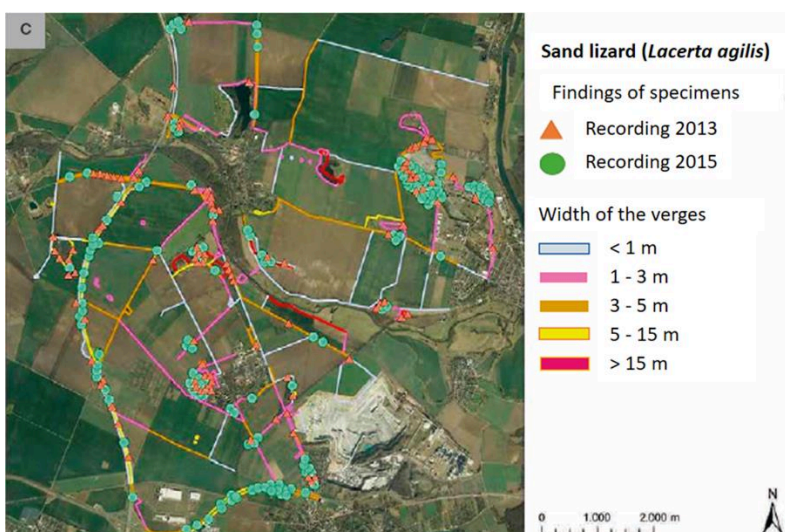 C
Sand lizard (Lacerta agilis)
Findings of specimens
Recording 2013
Recording 2015
Width of the verges
< 1 m
1 - 3 m
3 - 5 m
5 - 15 m
> 15 m
N
0 1.000 2.000 m